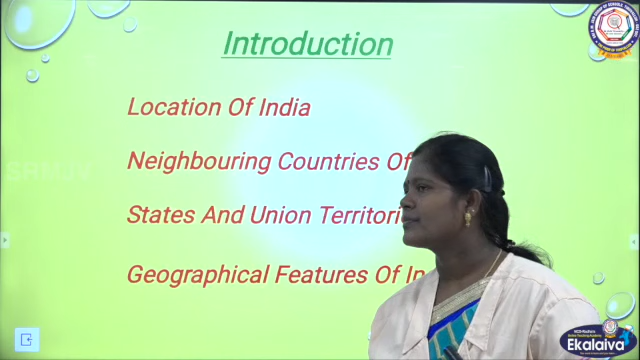 Introduction
Location Of India
Neighbouring Countries Of
States And Union Territori
Geographical Features Of In
Ekalaiva